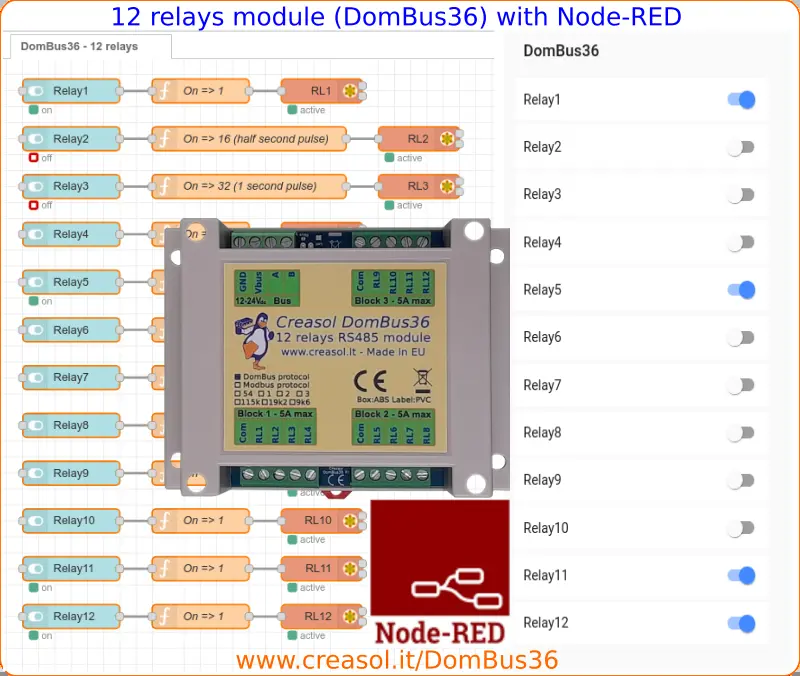 12 relays module (DomBus36) with Node-RED
DomBus36 - 12 relays
Relay1
On => 1
RL1
on
active
Relay2
On => 16 (half second pulse)
RL2
off
active
Relay3
On => 32 (1 second pulse)
RL3
off
active
Relay4
On =
Relay5
on
Relay6
Relay7
Relay8
Relay9
active
Relay10
On => 1
RL10
active
Relay11
On => 1
RL11
on
active
Relay12
On => 1
RL12
on
active
GND Vbus A B
12-24Vdc Bus
Com RL9 RL10 RL11 RL12
Block 3 - 5A max
Creasol DomBus36
12 relays RS485 module
www.creasol.it - Made in EU
DomBus protocol
Modbus protocol
54 1 2 3
115k 19k2 9k6
CE
Box:ABS Label:PVC
Block 1 - 5A max
Com RL1 RL2 RL3 RL4
Block 2 - 5A max
Com RL5 RL6 RL7 RL8
Node-RED
DomBus36
Relay1
Relay2
Relay3
Relay4
Relay5
Relay6
Relay7
Relay8
Relay9
Relay10
Relay11
Relay12
www.creasol.it/DomBus36